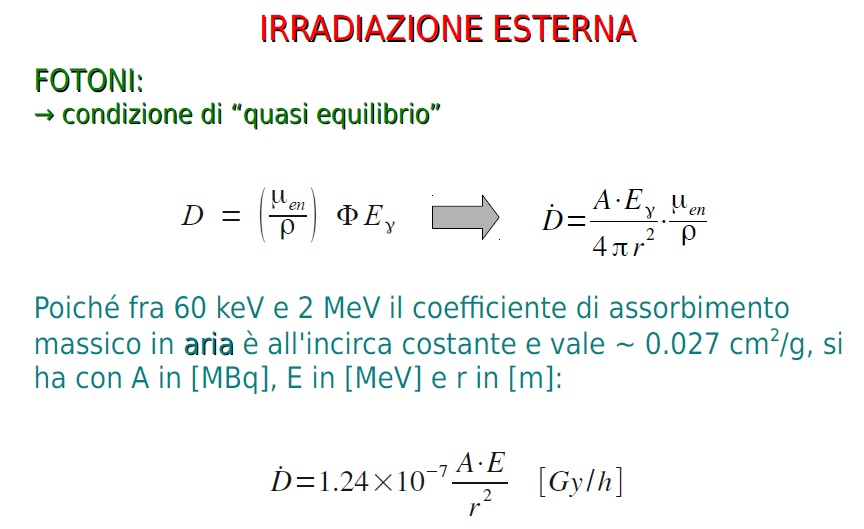 IRRADIAZIONE ESTERNA
FOTONI:
→ condizione di “quasi equilibrio”
D = (μen/ρ) Φ Eγ     Ḋ = A·Eγ/4πr² · μen/ρ
Poiché fra 60 keV e 2 MeV il coefficiente di assorbimento
massico in aria è all'incirca costante e vale ~ 0.027 cm²/g, si
ha con A in [MBq], E in [MeV] e r in [m]:
Ḋ=1.24×10⁻⁷ A·E/r² [Gy/h]